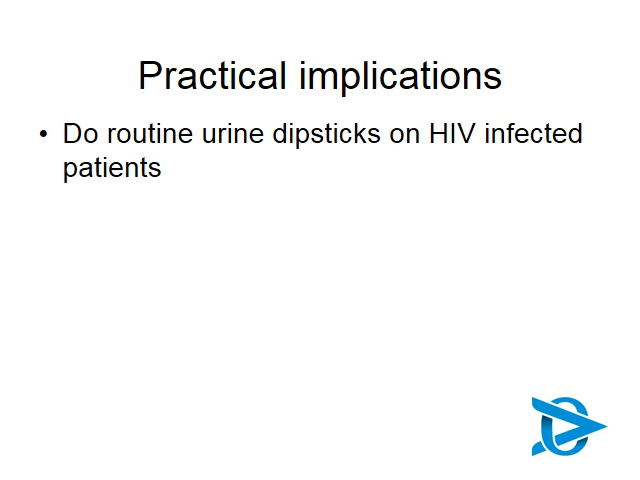 Practical implications
• Do routine urine dipsticks on HIV infected
patients